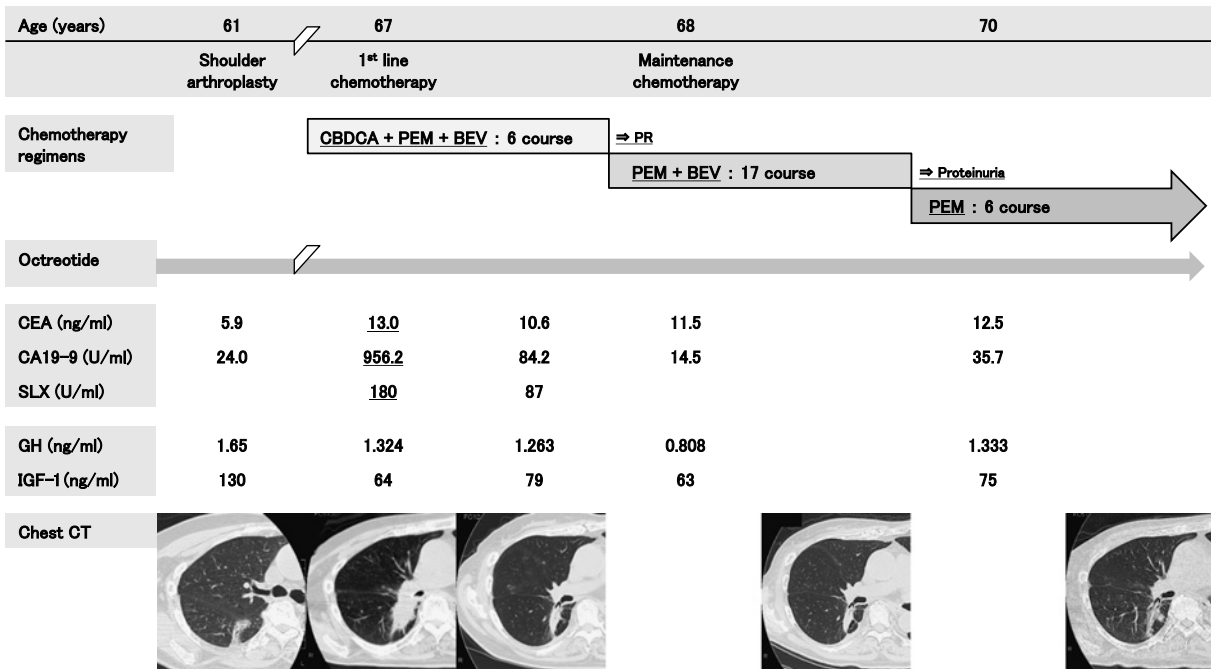 Age (years) 61 67 68 70
Shoulder arthroplasty 1st line chemotherapy Maintenance chemotherapy
Chemotherapy regimens
CBDCA + PEM + BEV : 6 course ⇒ PR
PEM + BEV : 17 course ⇒ Proteinuria
PEM : 6 course
Octreotide
CEA (ng/ml) 5.9 13.0 10.6 11.5 12.5
CA19-9 (U/ml) 24.0 956.2 84.2 14.5 35.7
SLX (U/ml) 180 87
GH (ng/ml) 1.65 1.324 1.263 0.808 1.333
IGF-1 (ng/ml) 130 64 79 63 75
Chest CT